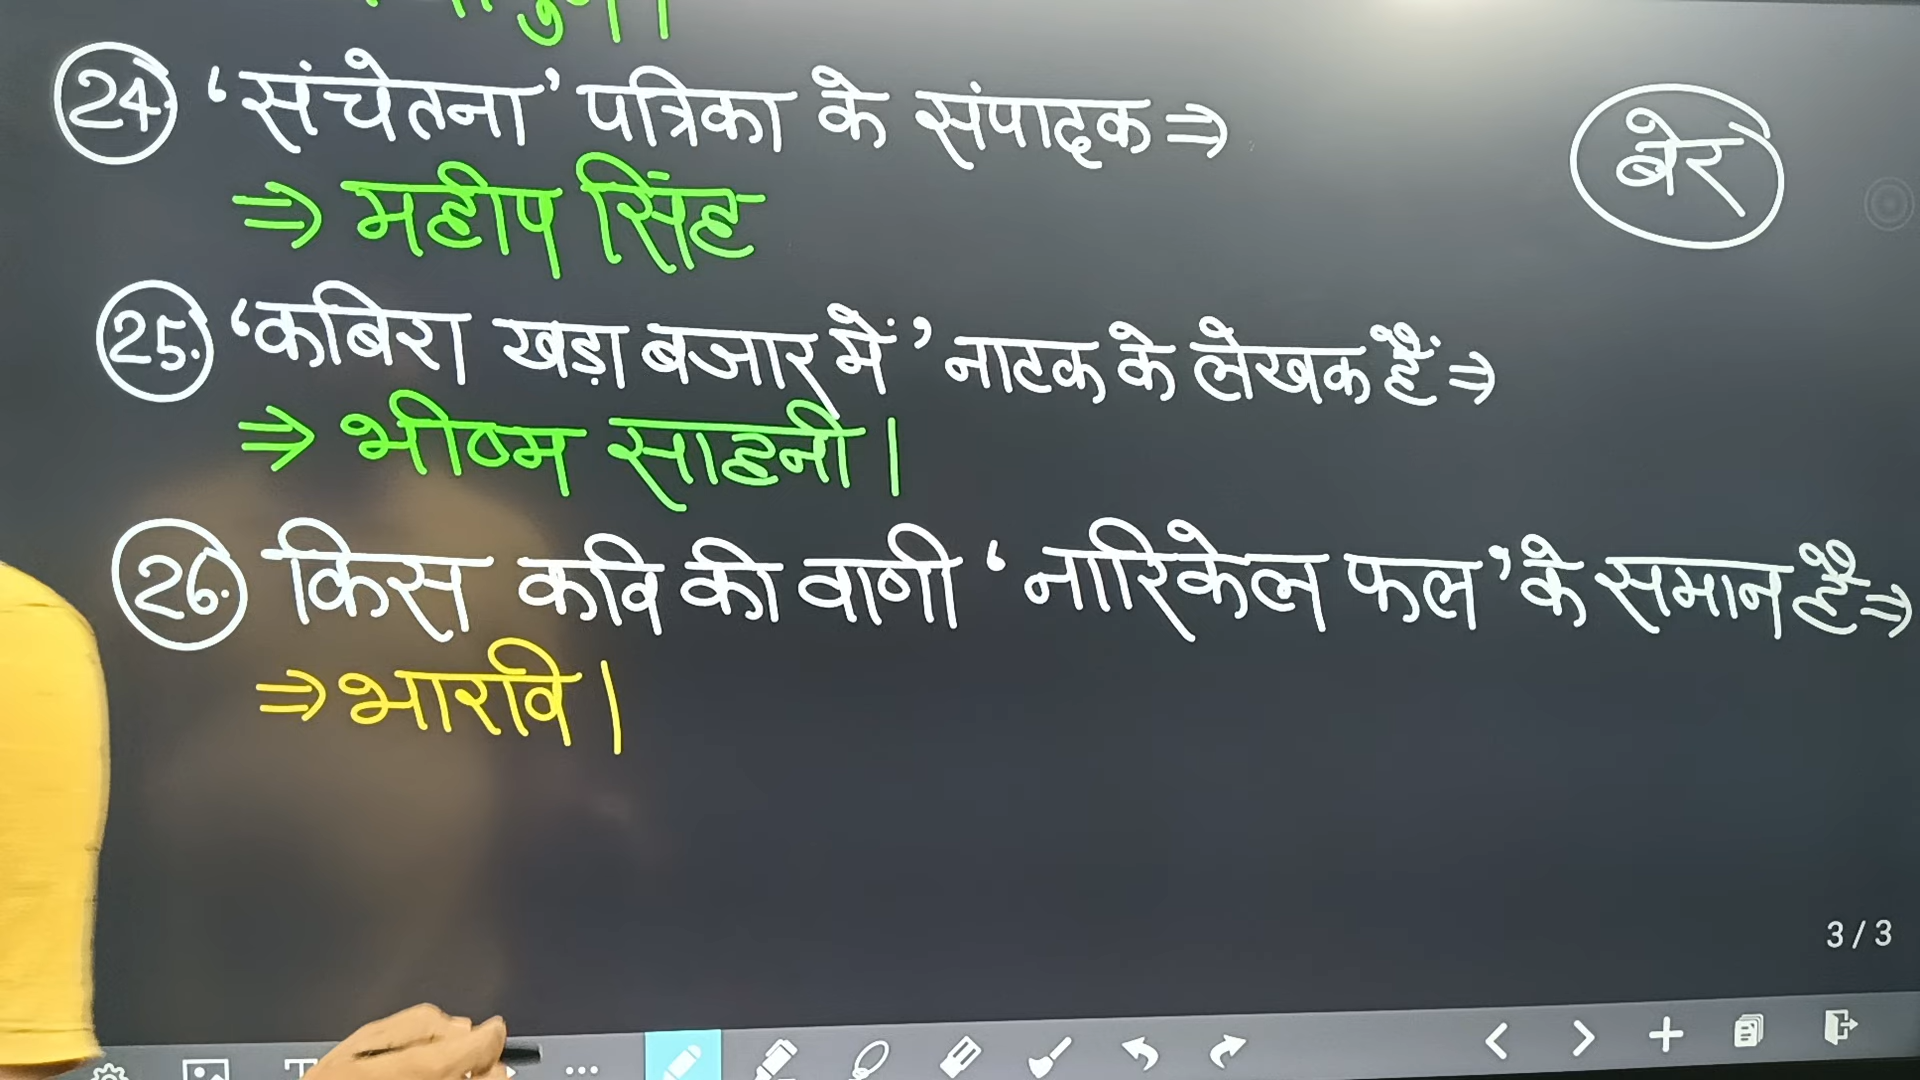 24. 'संचेतना' पत्रिका के संपादक ⇒
बेर
⇒ महीप सिंह
25. 'कबिरा खड़ा बजार में' नाटक के लेखक हैं ⇒
⇒ भीष्म साहनी।
26. किस कवि की वाणी 'नारिकेल फल' के समान है ⇒
⇒ भारवि।
3/3